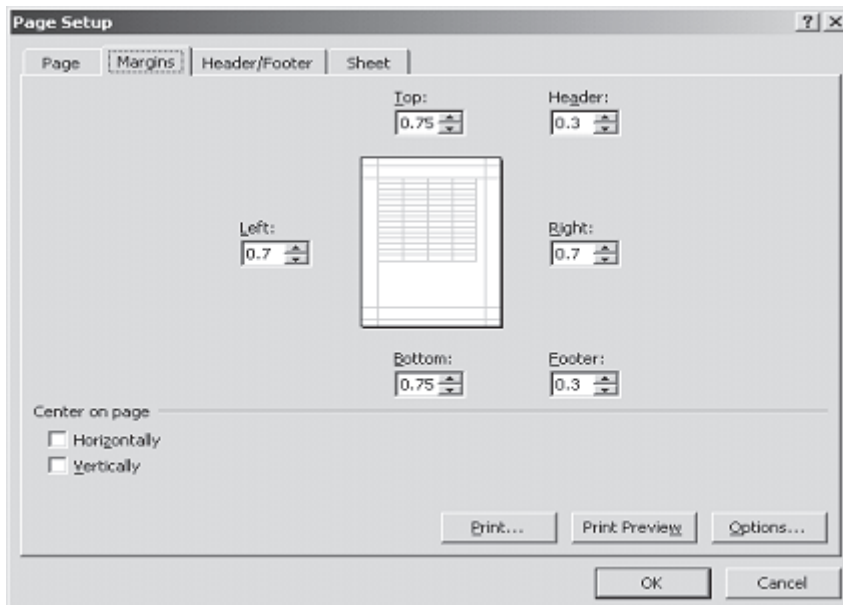 Page Setup
Page Margins Header/Footer Sheet
Top: Header:
0.75 0.3
Left: Right:
0.7 0.7
Bottom: Footer:
0.75 0.3
Center on page
Horizontally
Vertically
Print... Print Preview Options...
OK Cancel